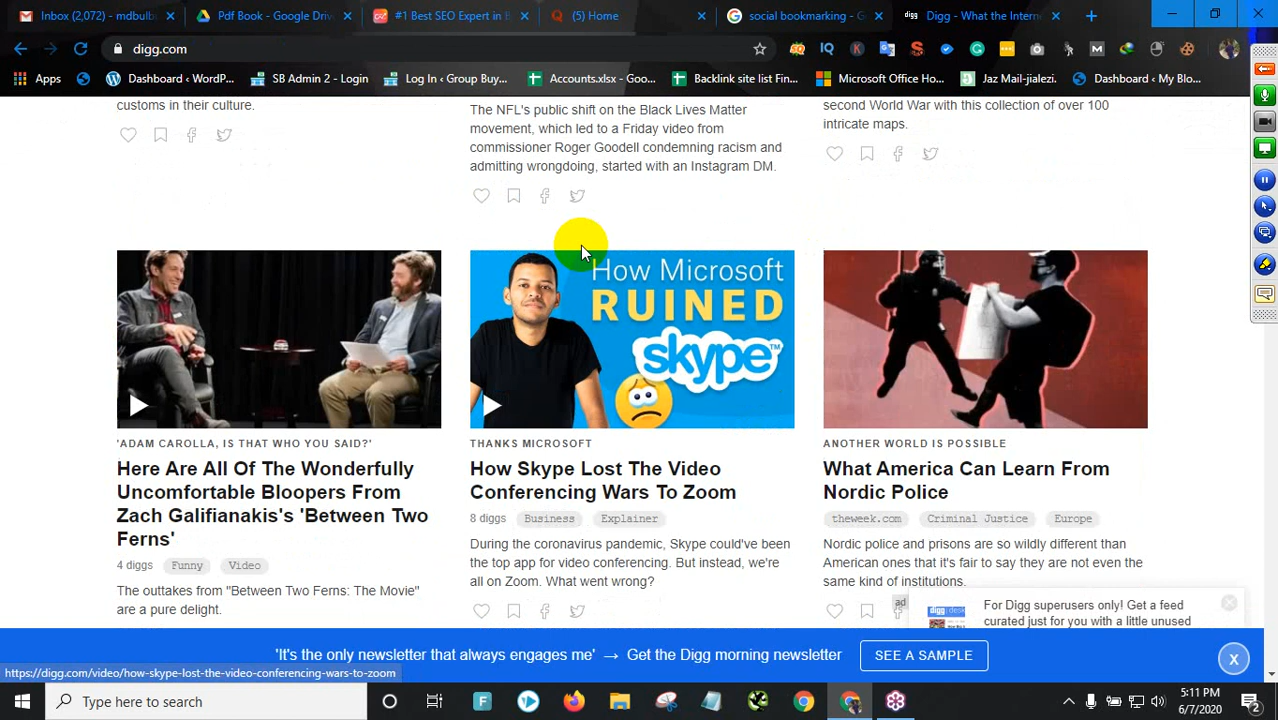 Inbox (2,072) - mdbulb
Pdf Book - Google Driv
#1 Best SEO Expert in B
(5) Home
social bookmarking - G
Digg - What the Intern
digg.com
Apps
Dashboard ‹ WordP...
SB Admin 2 - Login
Log In ‹ Group Buy...
Accounts.xlsx - Goo...
Backlink site list Fin...
Microsoft Office Ho...
Jaz Mail-jialezi.
Dashboard ‹ My Blo...
customs in their culture.
The NFL's public shift on the Black Lives Matter
movement, which led to a Friday video from
commissioner Roger Goodell condemning racism and
admitting wrongdoing, started with an Instagram DM.
second World War with this collection of over 100
intricate maps.
How Microsoft
RUINED
skype™
'ADAM CAROLLA, IS THAT WHO YOU SAID?'
Here Are All Of The Wonderfully
Uncomfortable Bloopers From
Zach Galifianakis's 'Between Two
Ferns'
4 diggs Funny Video
The outtakes from "Between Two Ferns: The Movie"
are a pure delight.
THANKS MICROSOFT
How Skype Lost The Video
Conferencing Wars To Zoom
8 diggs Business Explainer
During the coronavirus pandemic, Skype could've been
the top app for video conferencing. But instead, we're
all on Zoom. What went wrong?
ANOTHER WORLD IS POSSIBLE
What America Can Learn From
Nordic Police
theweek.com Criminal Justice Europe
Nordic police and prisons are so wildly different than
American ones that it's fair to say they are not even the
same kind of institutions.
ad
For Digg superusers only! Get a feed
curated just for you with a little unused
'It's the only newsletter that always engages me' → Get the Digg morning newsletter
SEE A SAMPLE
X
https://digg.com/video/how-skype-lost-the-video-conferencing-wars-to-zoom
Type here to search
5:11 PM
6/7/2020